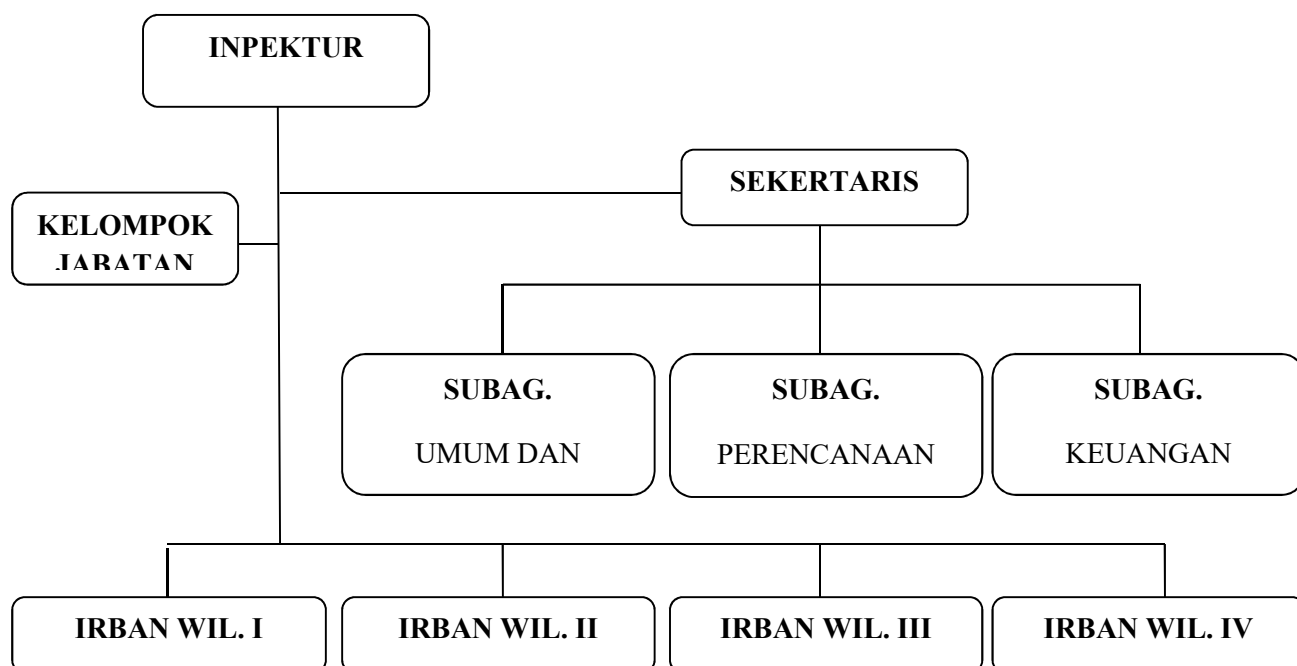 INPEKTUR
SEKERTARIS
KELOMPOK
JABATAN
SUBAG.
UMUM DAN
SUBAG.
PERENCANAAN
SUBAG.
KEUANGAN
IRBAN WIL. I
IRBAN WIL. II
IRBAN WIL. III
IRBAN WIL. IV